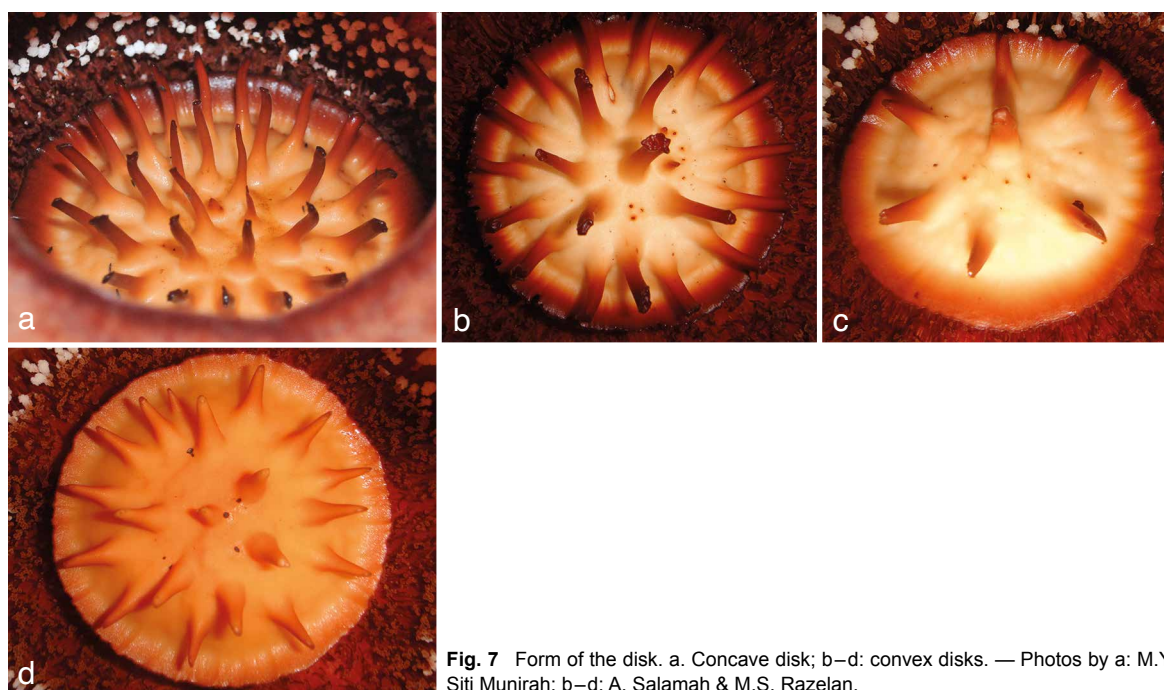 a
b
c
d
Fig. 7 Form of the disk. a. Concave disk; b–d: convex disks. — Photos by a: M.Y.
Siti Munirah; b–d: A. Salamah & M.S. Razelan.